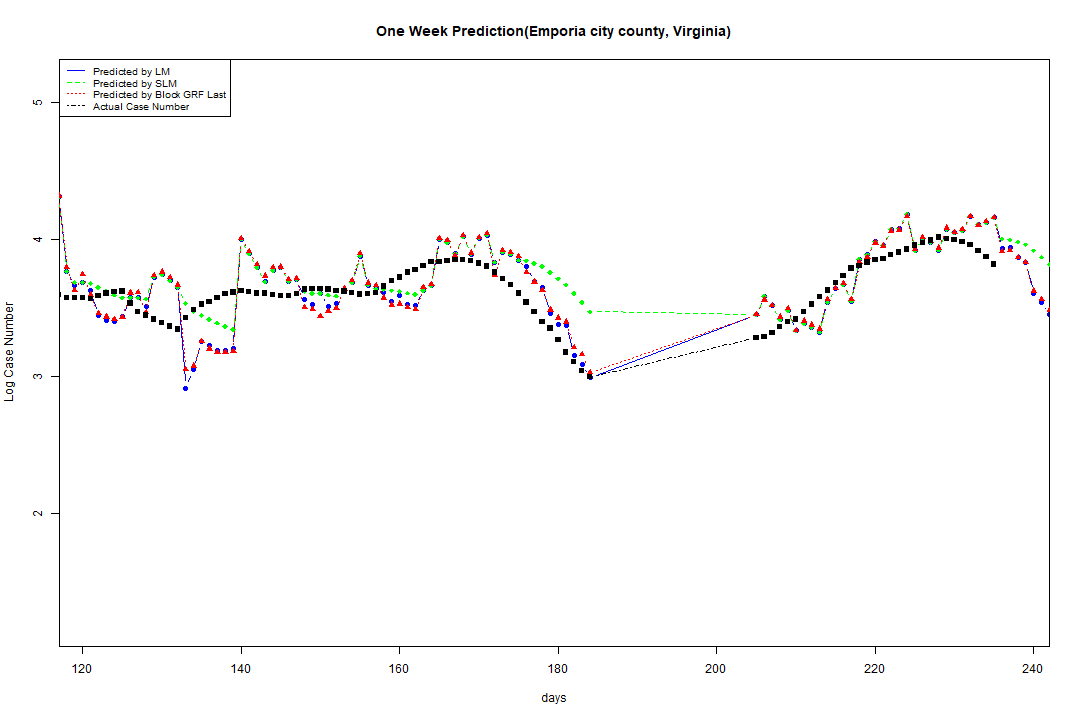 One Week Prediction(Emporia city county, Virginia)
Predicted by LM
Predicted by SLM
Predicted by Block GRF Last
Actual Case Number
5
4
3
2
Log Case Number
120 140 160 180 200 220 240
days